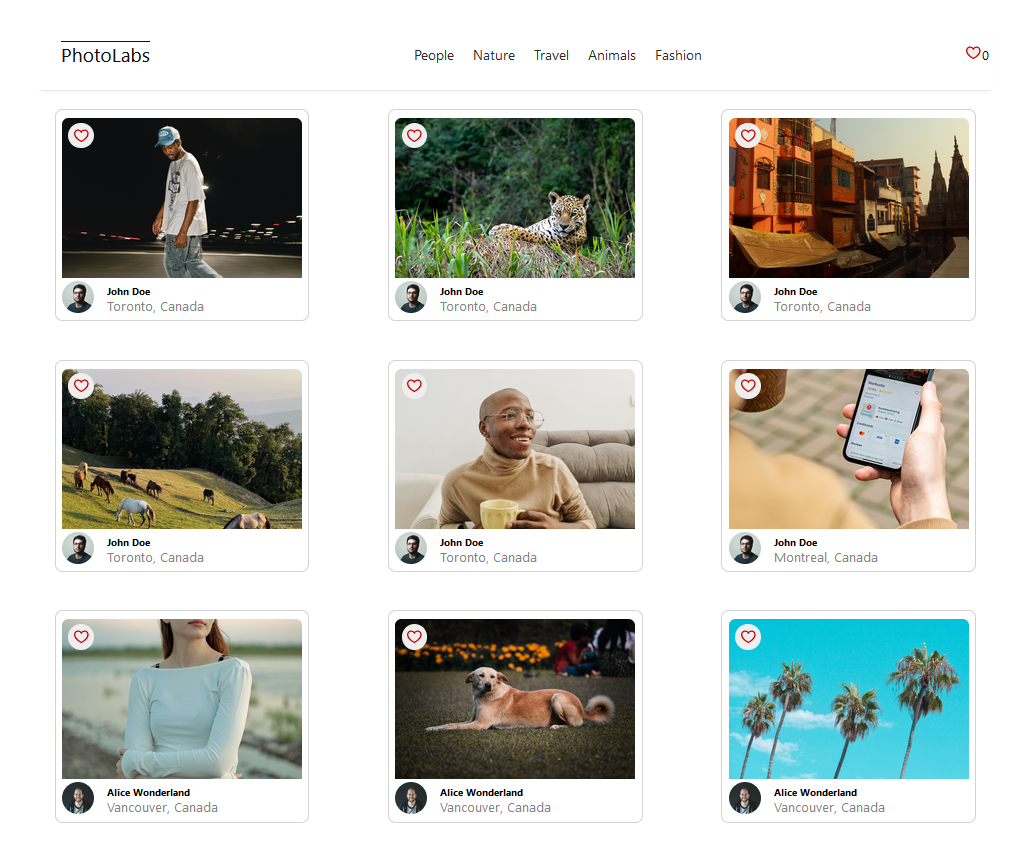 PhotoLabs
People Nature Travel Animals Fashion
0
John Doe
Toronto, Canada
John Doe
Toronto, Canada
John Doe
Toronto, Canada
John Doe
Toronto, Canada
John Doe
Toronto, Canada
John Doe
Montreal, Canada
Alice Wonderland
Vancouver, Canada
Alice Wonderland
Vancouver, Canada
Alice Wonderland
Vancouver, Canada